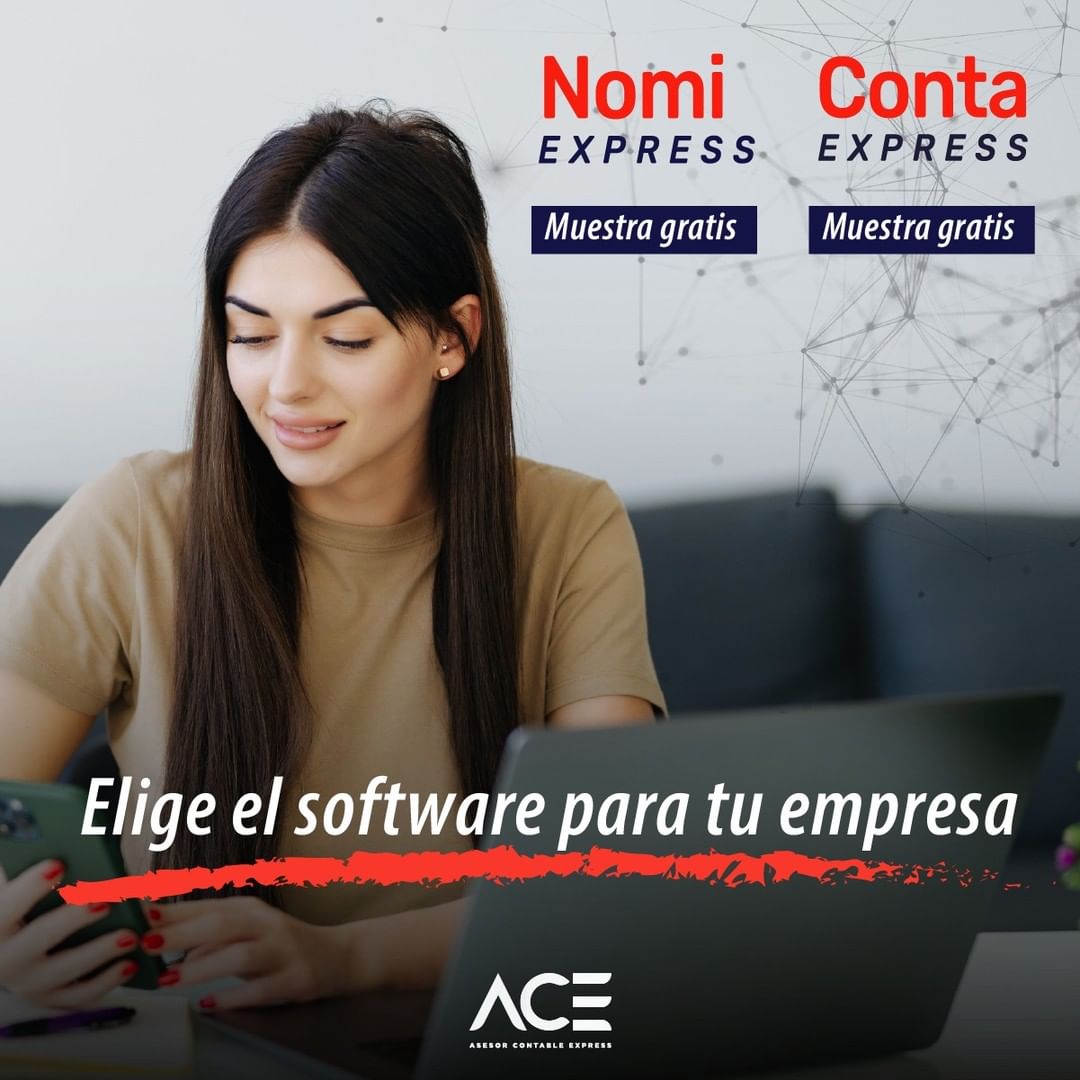 Nomi
EXPRESS
Muestra gratis
Conta
EXPRESS
Muestra gratis
Elige el software para tu empresa
ACE
ASESOR CONTABLE EXPRESS